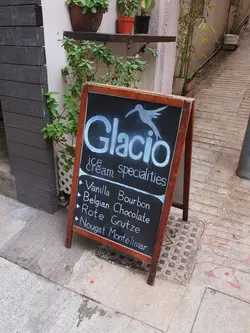 Glacio
ice cream specialities
Vanilla Bourbon
Belgian Chocolate
Rote Grutze
Nougat Montelimar